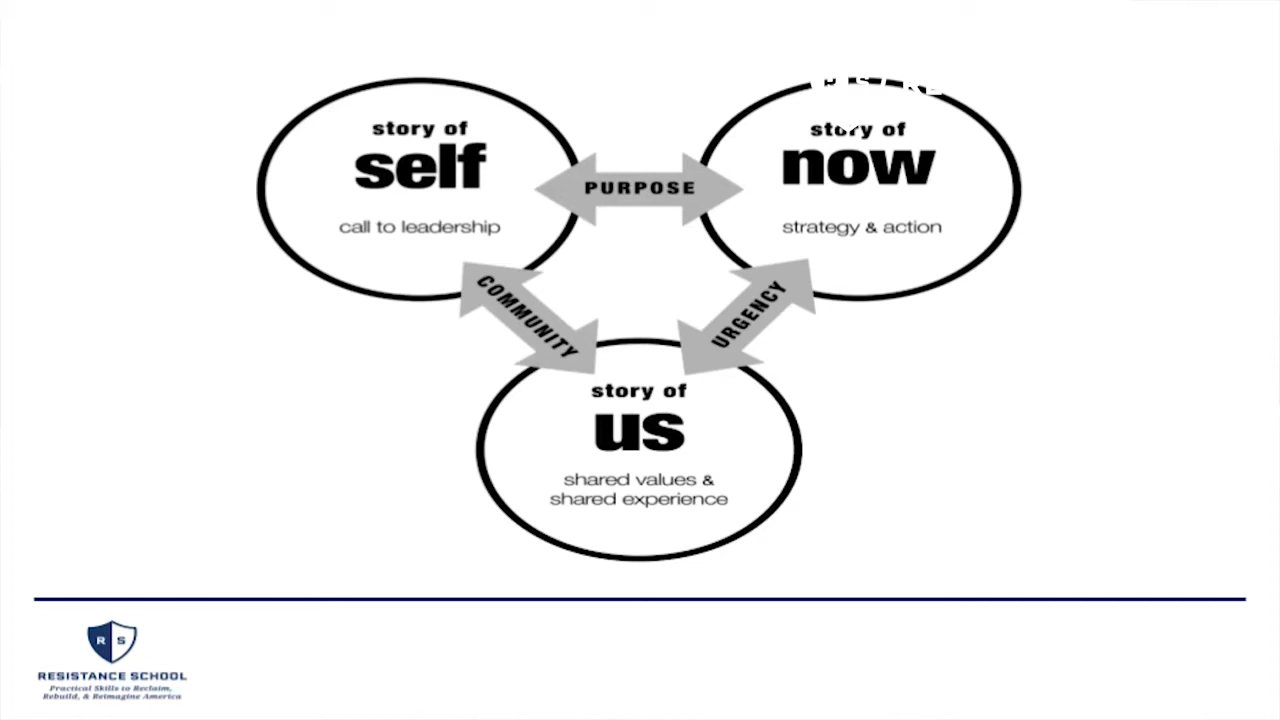 story of
self
call to leadership
PURPOSE
story of
now
strategy & action
COMMUNITY
URGENCY
story of
us
shared values &
shared experience
R S
RESISTANCE SCHOOL
Practical Skills to Reclaim,
Rebuild, & Reimagine America